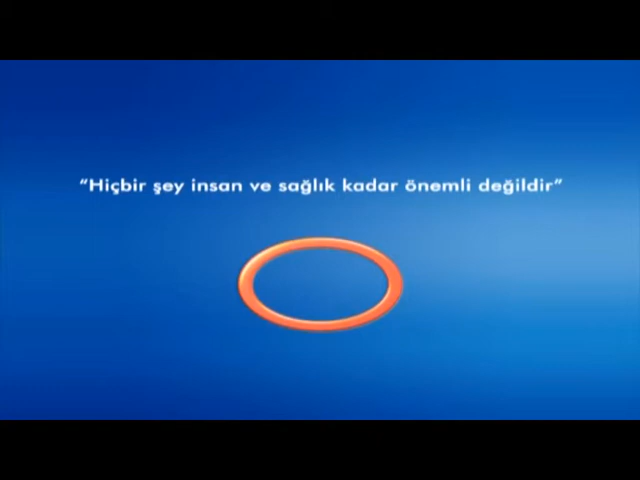 “Hiçbir şey insan ve sağlık kadar önemli değildir”